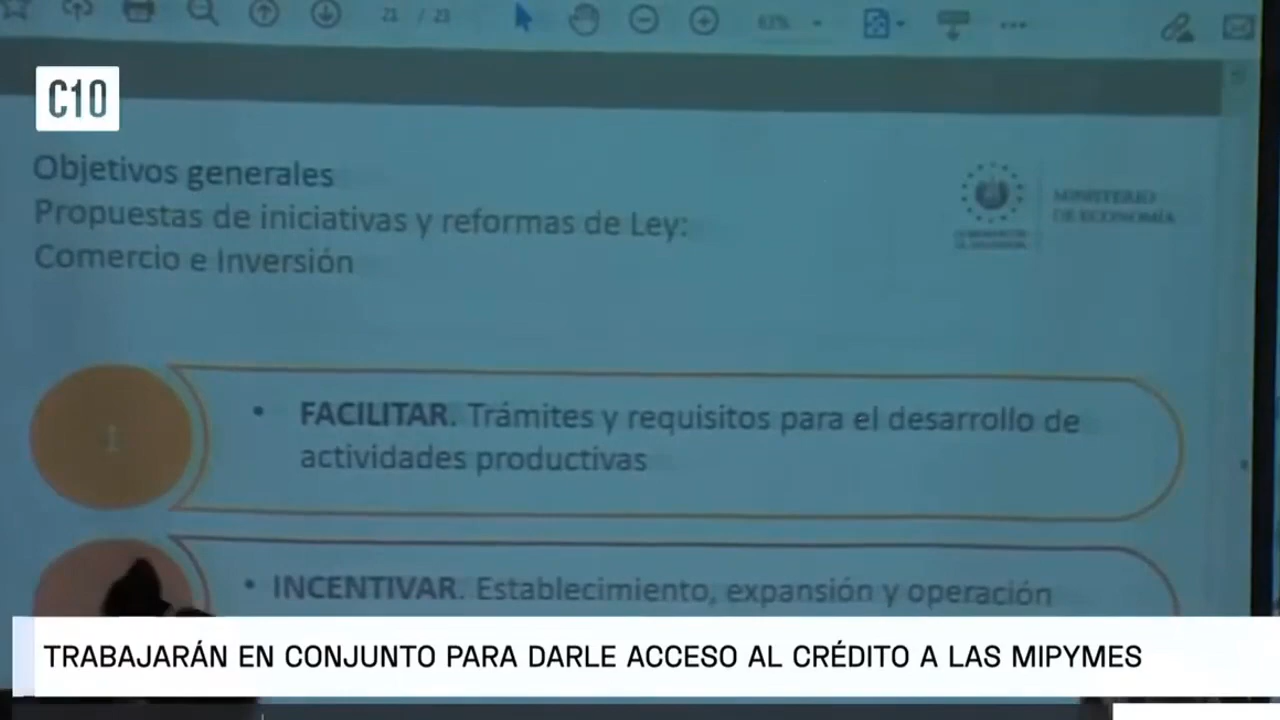 21 / 23
63%
C10
Objetivos generales
Propuestas de iniciativas y reformas de Ley:
Comercio e Inversión
MINISTERIO
DE ECONOMÍA
1
• FACILITAR. Trámites y requisitos para el desarrollo de
actividades productivas
• INCENTIVAR. Establecimiento, expansión y operación
TRABAJARÁN EN CONJUNTO PARA DARLE ACCESO AL CRÉDITO A LAS MIPYMES